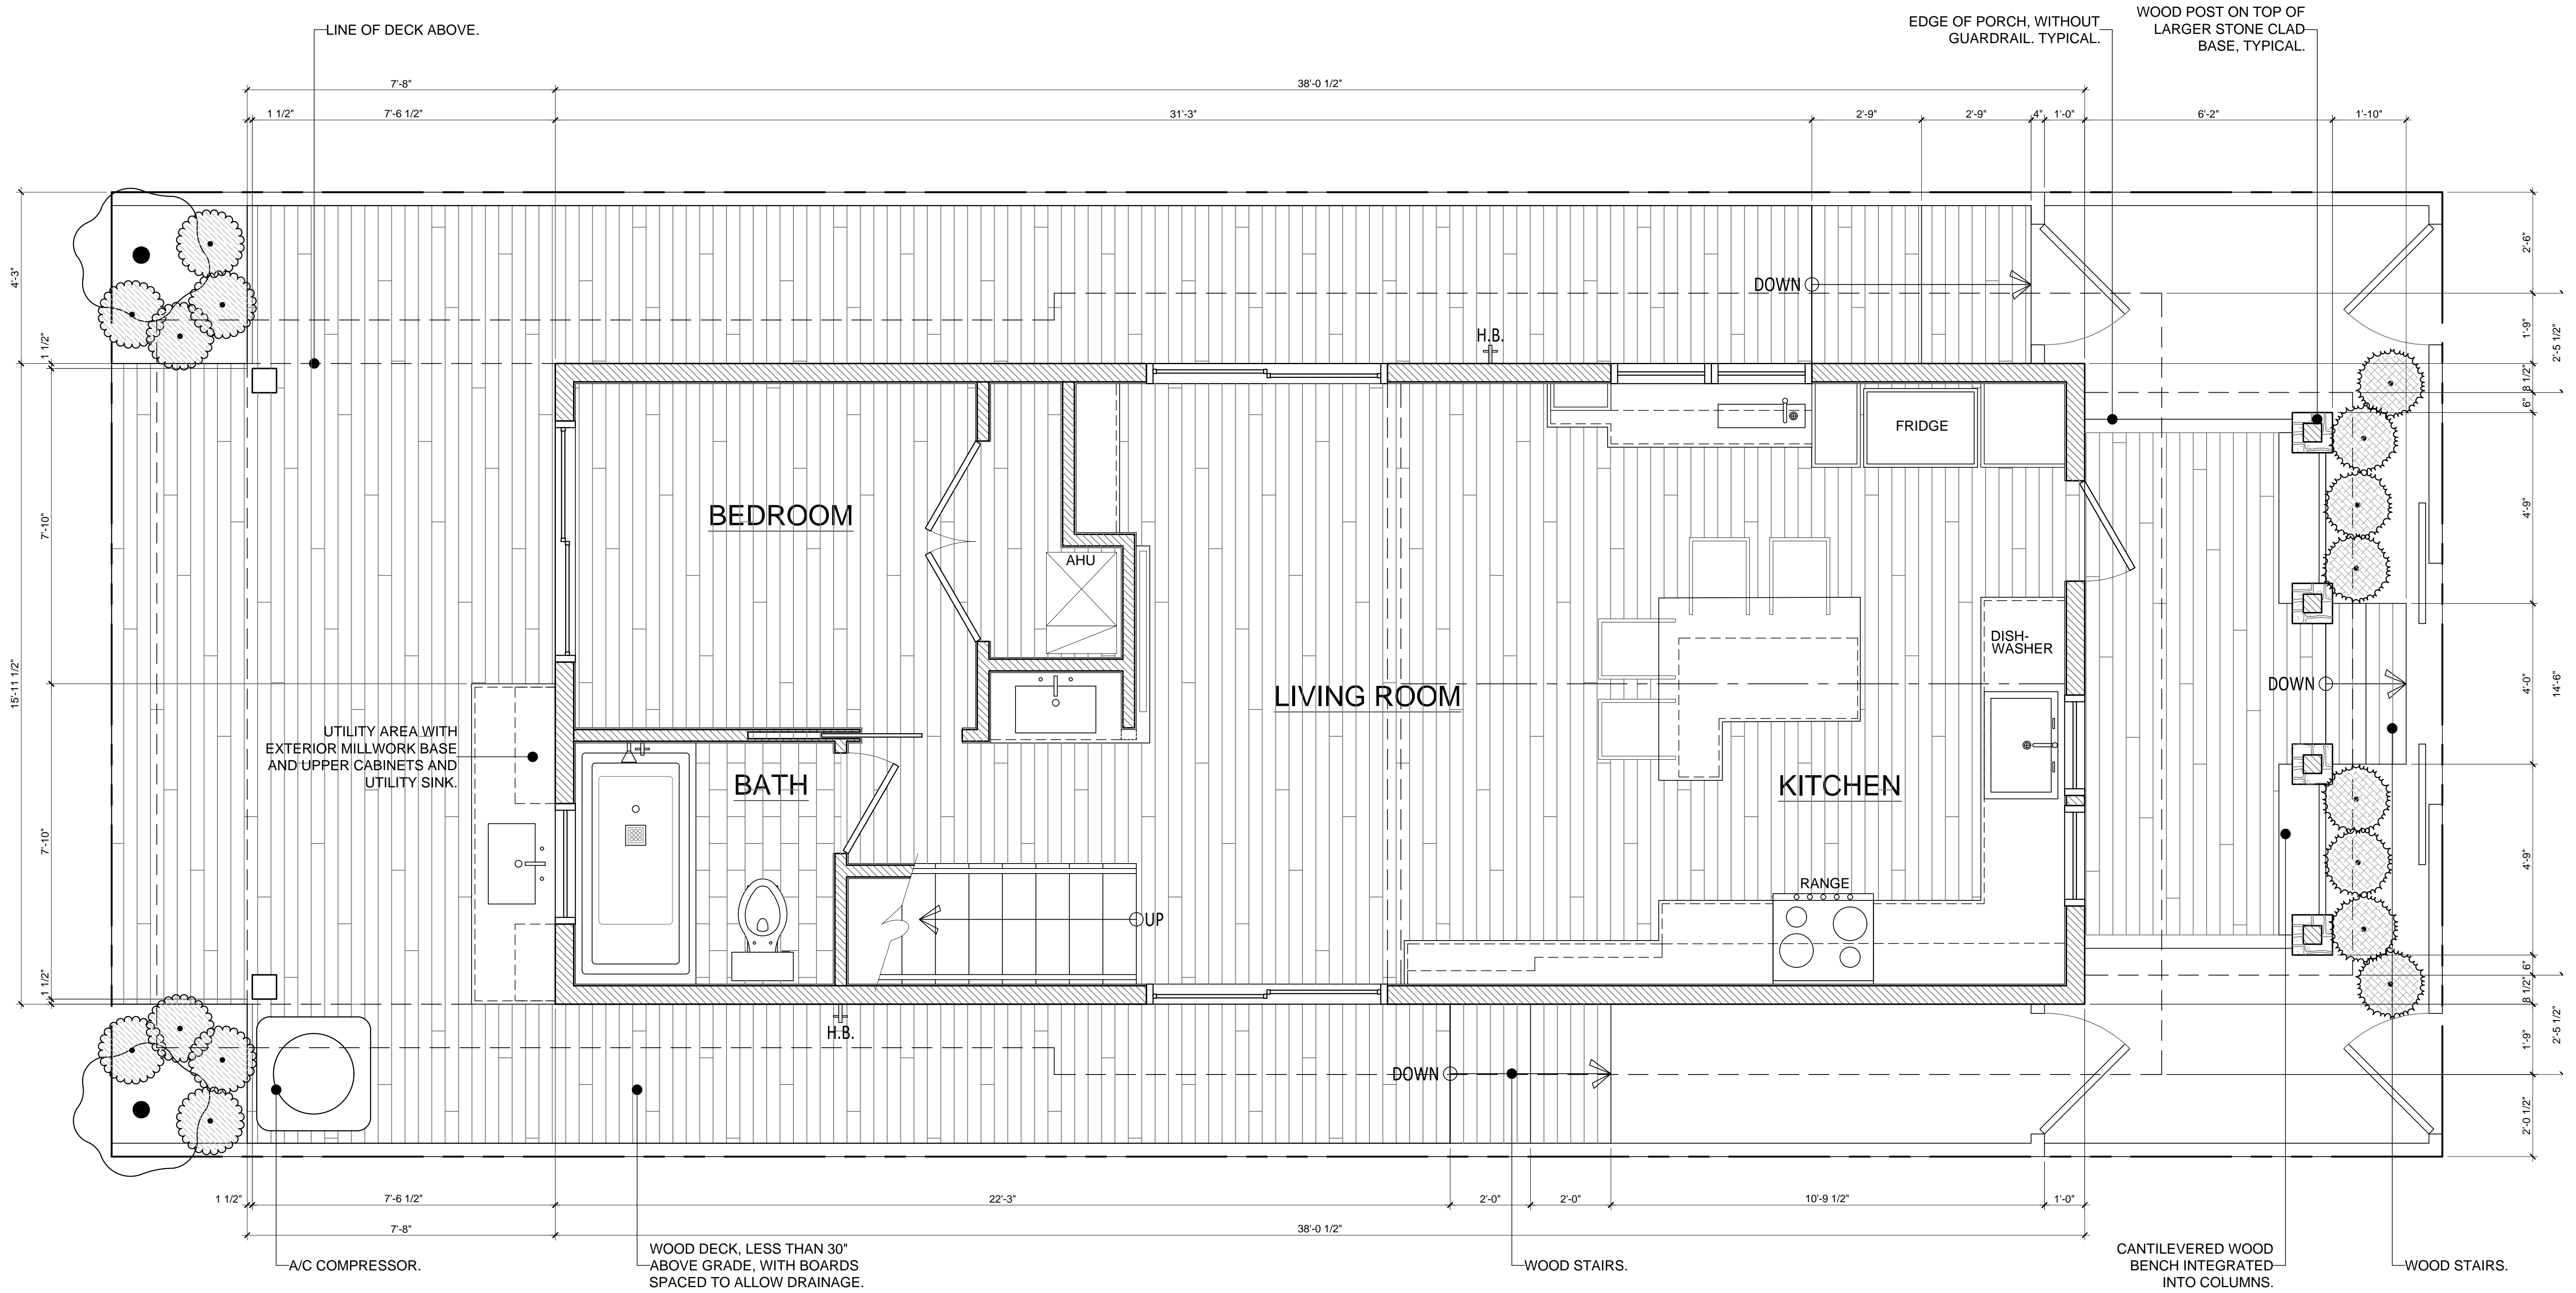 WOOD POST ON TOP OF
LARGER STONE CLAD
BASE, TYPICAL.
EDGE OF PORCH, WITHOUT
GUARDRAIL. TYPICAL.
LINE OF DECK ABOVE.
7'-8"
38'-0 1/2"
1 1/2"
7'-6 1/2"
31'-3"
2'-9"
2'-9"
4"
1'-0"
6'-2"
1'-10"
4'-3"
1 1/2"
7'-10"
15'-11 1/2"
7'-10"
1 1/2"
2'-6"
1'-9"
2'-5 1/2"
8 1/2"
6"
4'-9"
4'-0"
14'-6"
4'-9"
6"
8 1/2"
1'-9"
2'-5 1/2"
2'-0 1/2"
DOWN
H.B.
FRIDGE
BEDROOM
AHU
DISH-
WASHER
LIVING ROOM
DOWN
UTILITY AREA WITH
EXTERIOR MILLWORK BASE
AND UPPER CABINETS AND
UTILITY SINK.
BATH
KITCHEN
RANGE
UP
H.B.
DOWN
1 1/2"
7'-6 1/2"
22'-3"
2'-0"
2'-0"
10'-9 1/2"
1'-0"
7'-8"
38'-0 1/2"
A/C COMPRESSOR.
WOOD DECK, LESS THAN 30"
ABOVE GRADE, WITH BOARDS
SPACED TO ALLOW DRAINAGE.
WOOD STAIRS.
CANTILEVERED WOOD
BENCH INTEGRATED
INTO COLUMNS.
WOOD STAIRS.